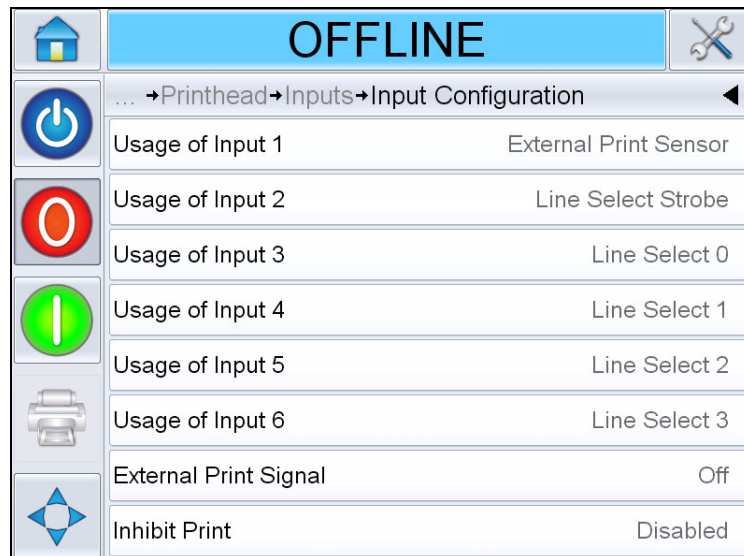 OFFLINE
... →Printhead→Inputs→Input Configuration
Usage of Input 1 External Print Sensor
Usage of Input 2 Line Select Strobe
Usage of Input 3 Line Select 0
Usage of Input 4 Line Select 1
Usage of Input 5 Line Select 2
Usage of Input 6 Line Select 3
External Print Signal Off
Inhibit Print Disabled